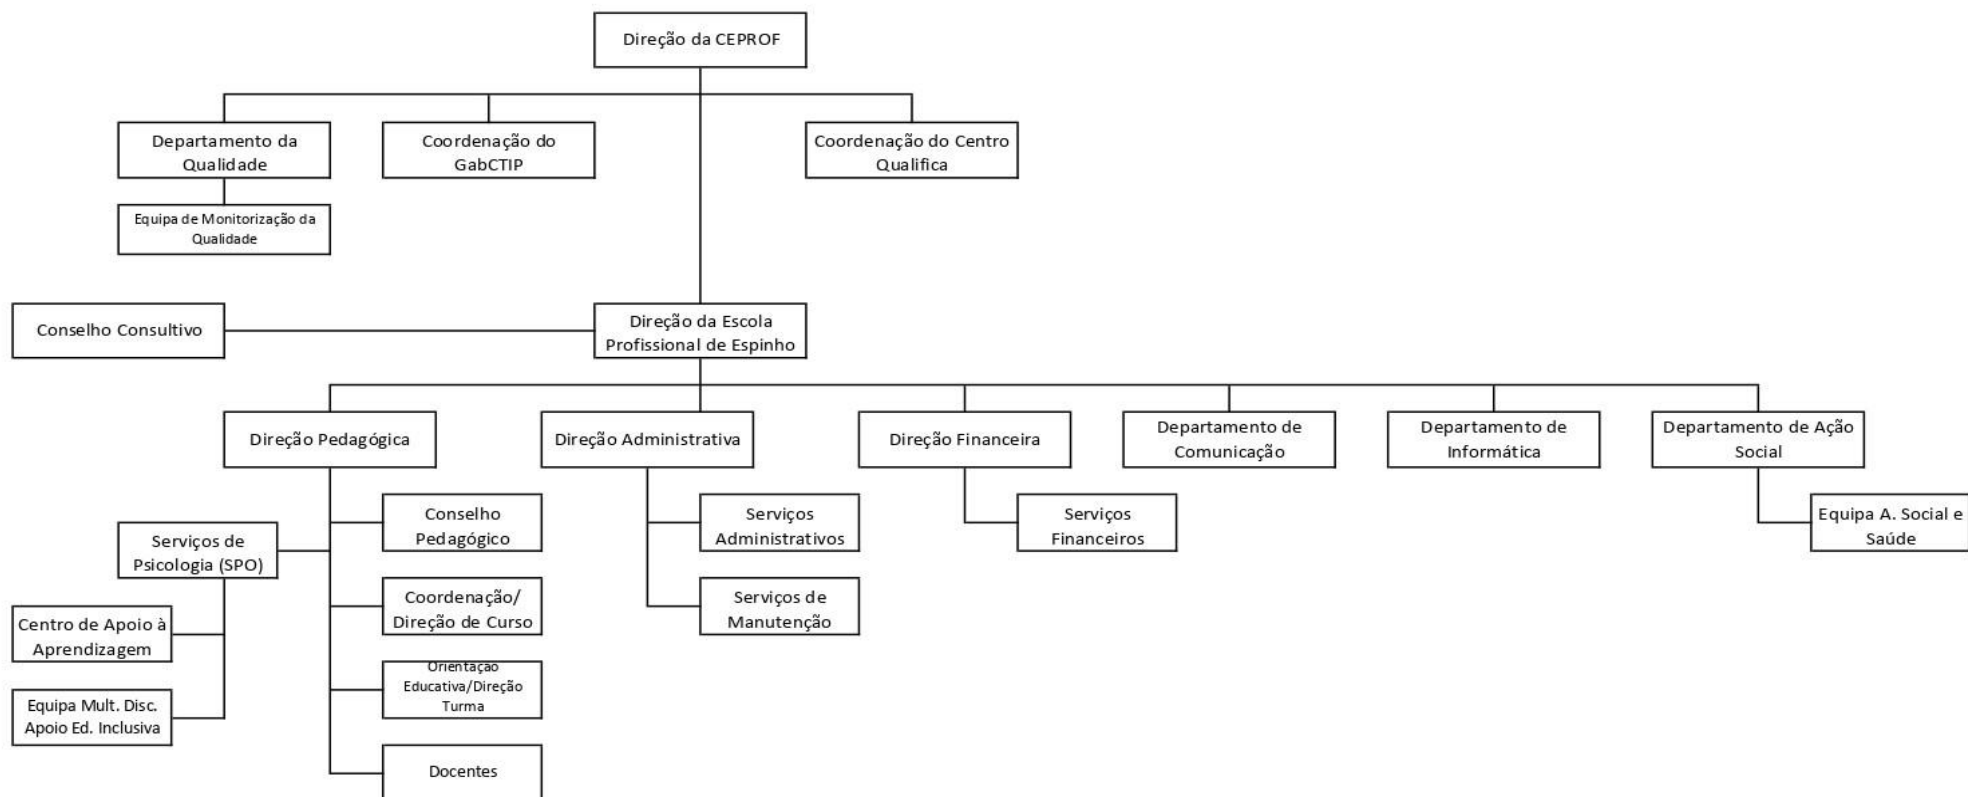 Direção da CEPROF
Departamento da
Qualidade
Coordenação do
GabCTIP
Coordenação do Centro
Qualifica
Equipa de Monitorização da
Qualidade
Conselho Consultivo
Direção da Escola
Profissional de Espinho
Direção Pedagógica
Direção Administrativa
Direção Financeira
Departamento de
Comunicação
Departamento de
Informática
Departamento de Ação
Social
Serviços de
Psicologia (SPO)
Conselho
Pedagógico
Serviços
Administrativos
Serviços
Financeiros
Equipa A. Social e
Saúde
Centro de Apoio à
Aprendizagem
Coordenação/
Direção de Curso
Serviços de
Manutenção
Equipa Mult. Disc.
Apoio Ed. Inclusiva
Orientação
Educativa/Direção
Turma
Docentes